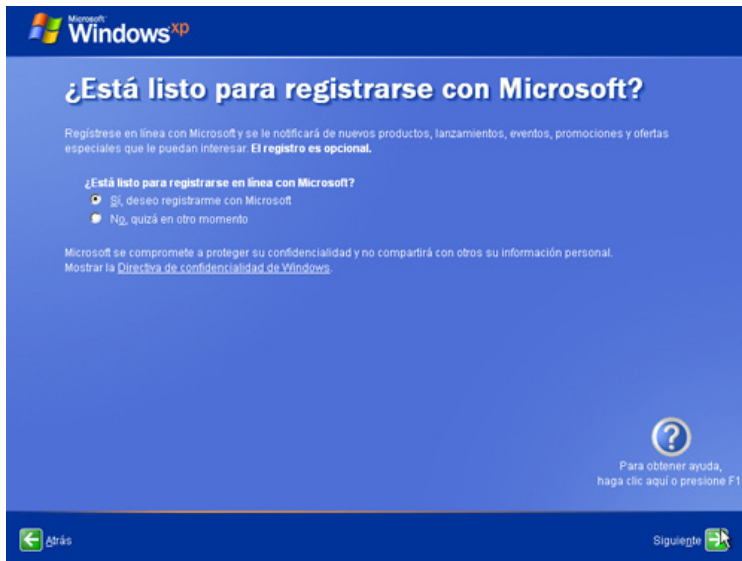 Microsoft
Windows xp
¿Está listo para registrarse con Microsoft?
Regístrese en línea con Microsoft y se le notificará de nuevos productos, lanzamientos, eventos, promociones y ofertas
especiales que le puedan interesar. El registro es opcional.
¿Está listo para registrarse en línea con Microsoft?
Sí, deseo registrarme con Microsoft
No, quizá en otro momento
Microsoft se compromete a proteger su confidencialidad y no compartirá con otros su información personal.
Mostrar la Directiva de confidencialidad de Windows.
?
Para obtener ayuda,
haga clic aquí o presione F1
Atrás
Siguiente